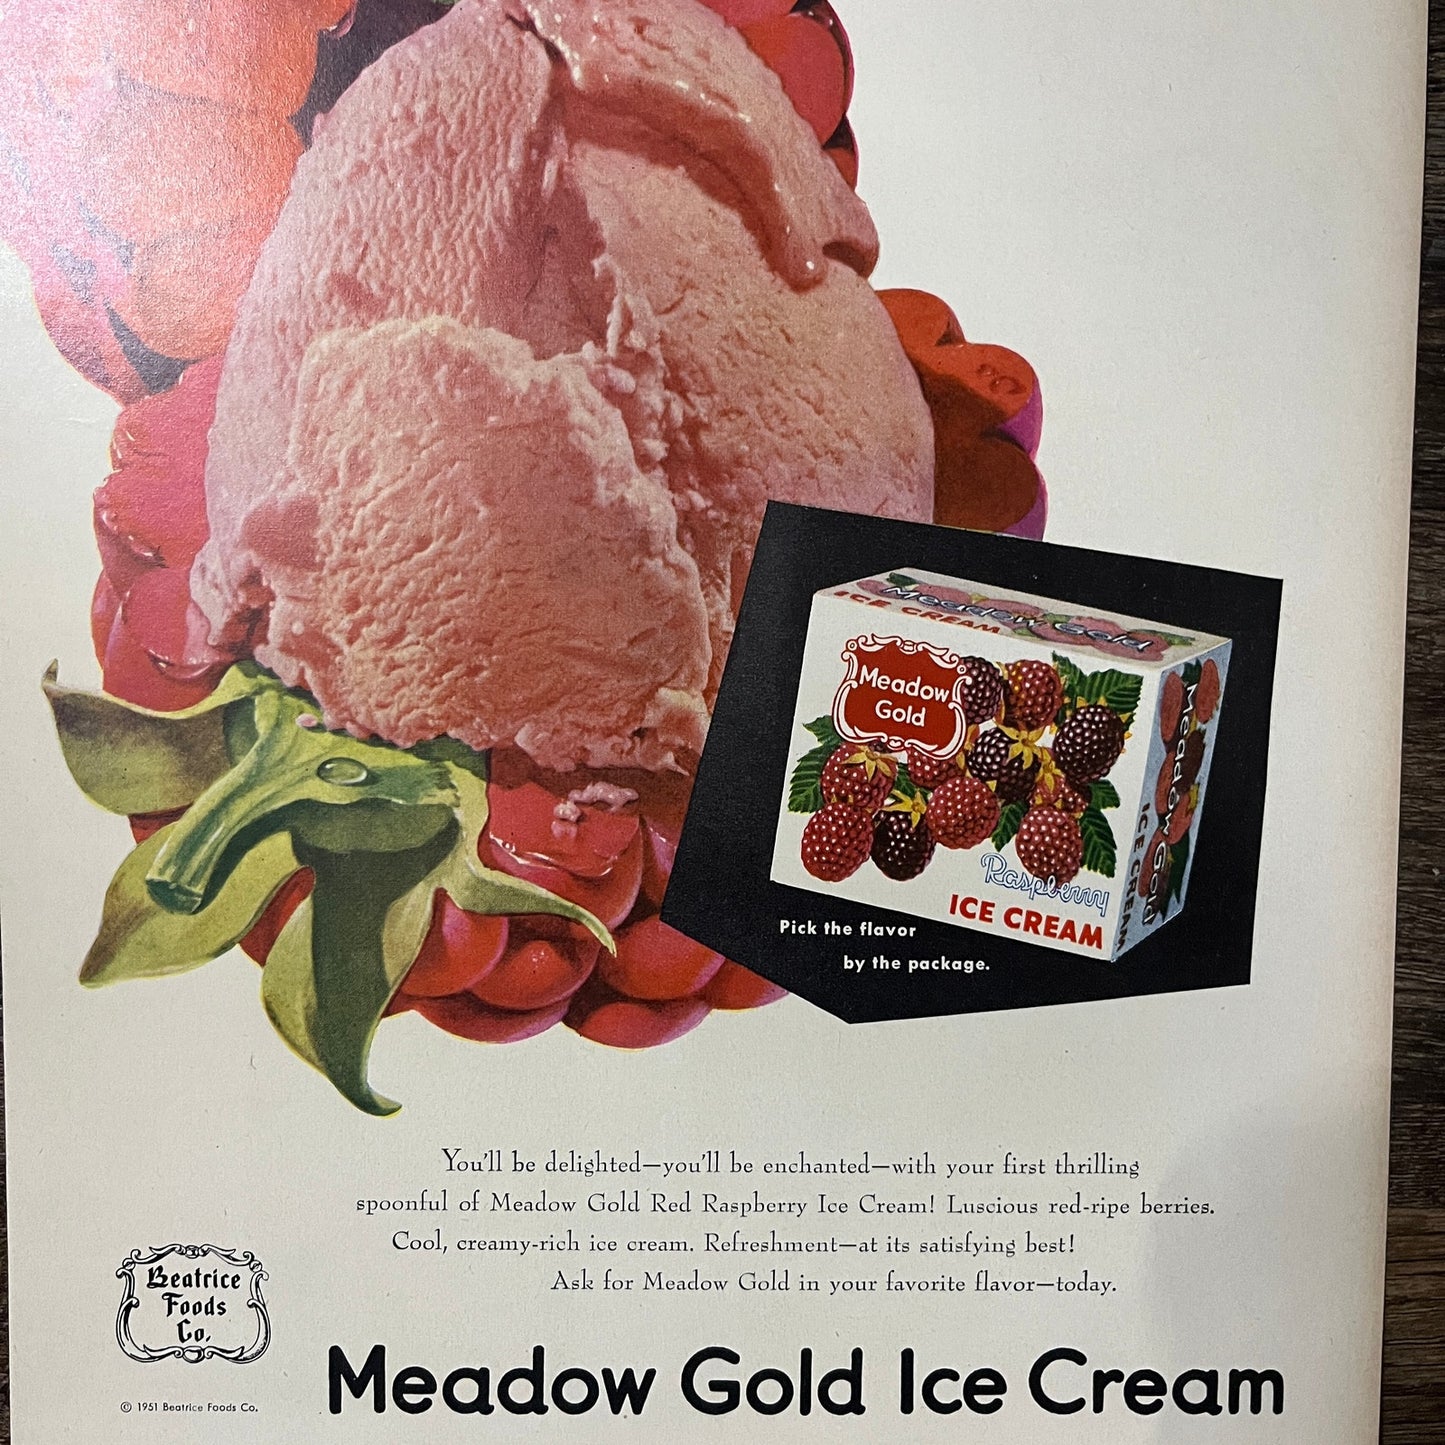 Meadow Gold
ICE CREAM
Meadow
Gold
Raspberry
ICE CREAM
Meadow Gold
ICE CREAM
Pick the flavor
by the package.
You'll be delighted—you'll be enchanted—with your first thrilling
spoonful of Meadow Gold Red Raspberry Ice Cream! Luscious red-ripe berries.
Cool, creamy-rich ice cream. Refreshment—at its satisfying best!
Ask for Meadow Gold in your favorite flavor—today.
Beatrice
Foods
Co.
© 1951 Beatrice Foods Co.
Meadow Gold Ice Cream